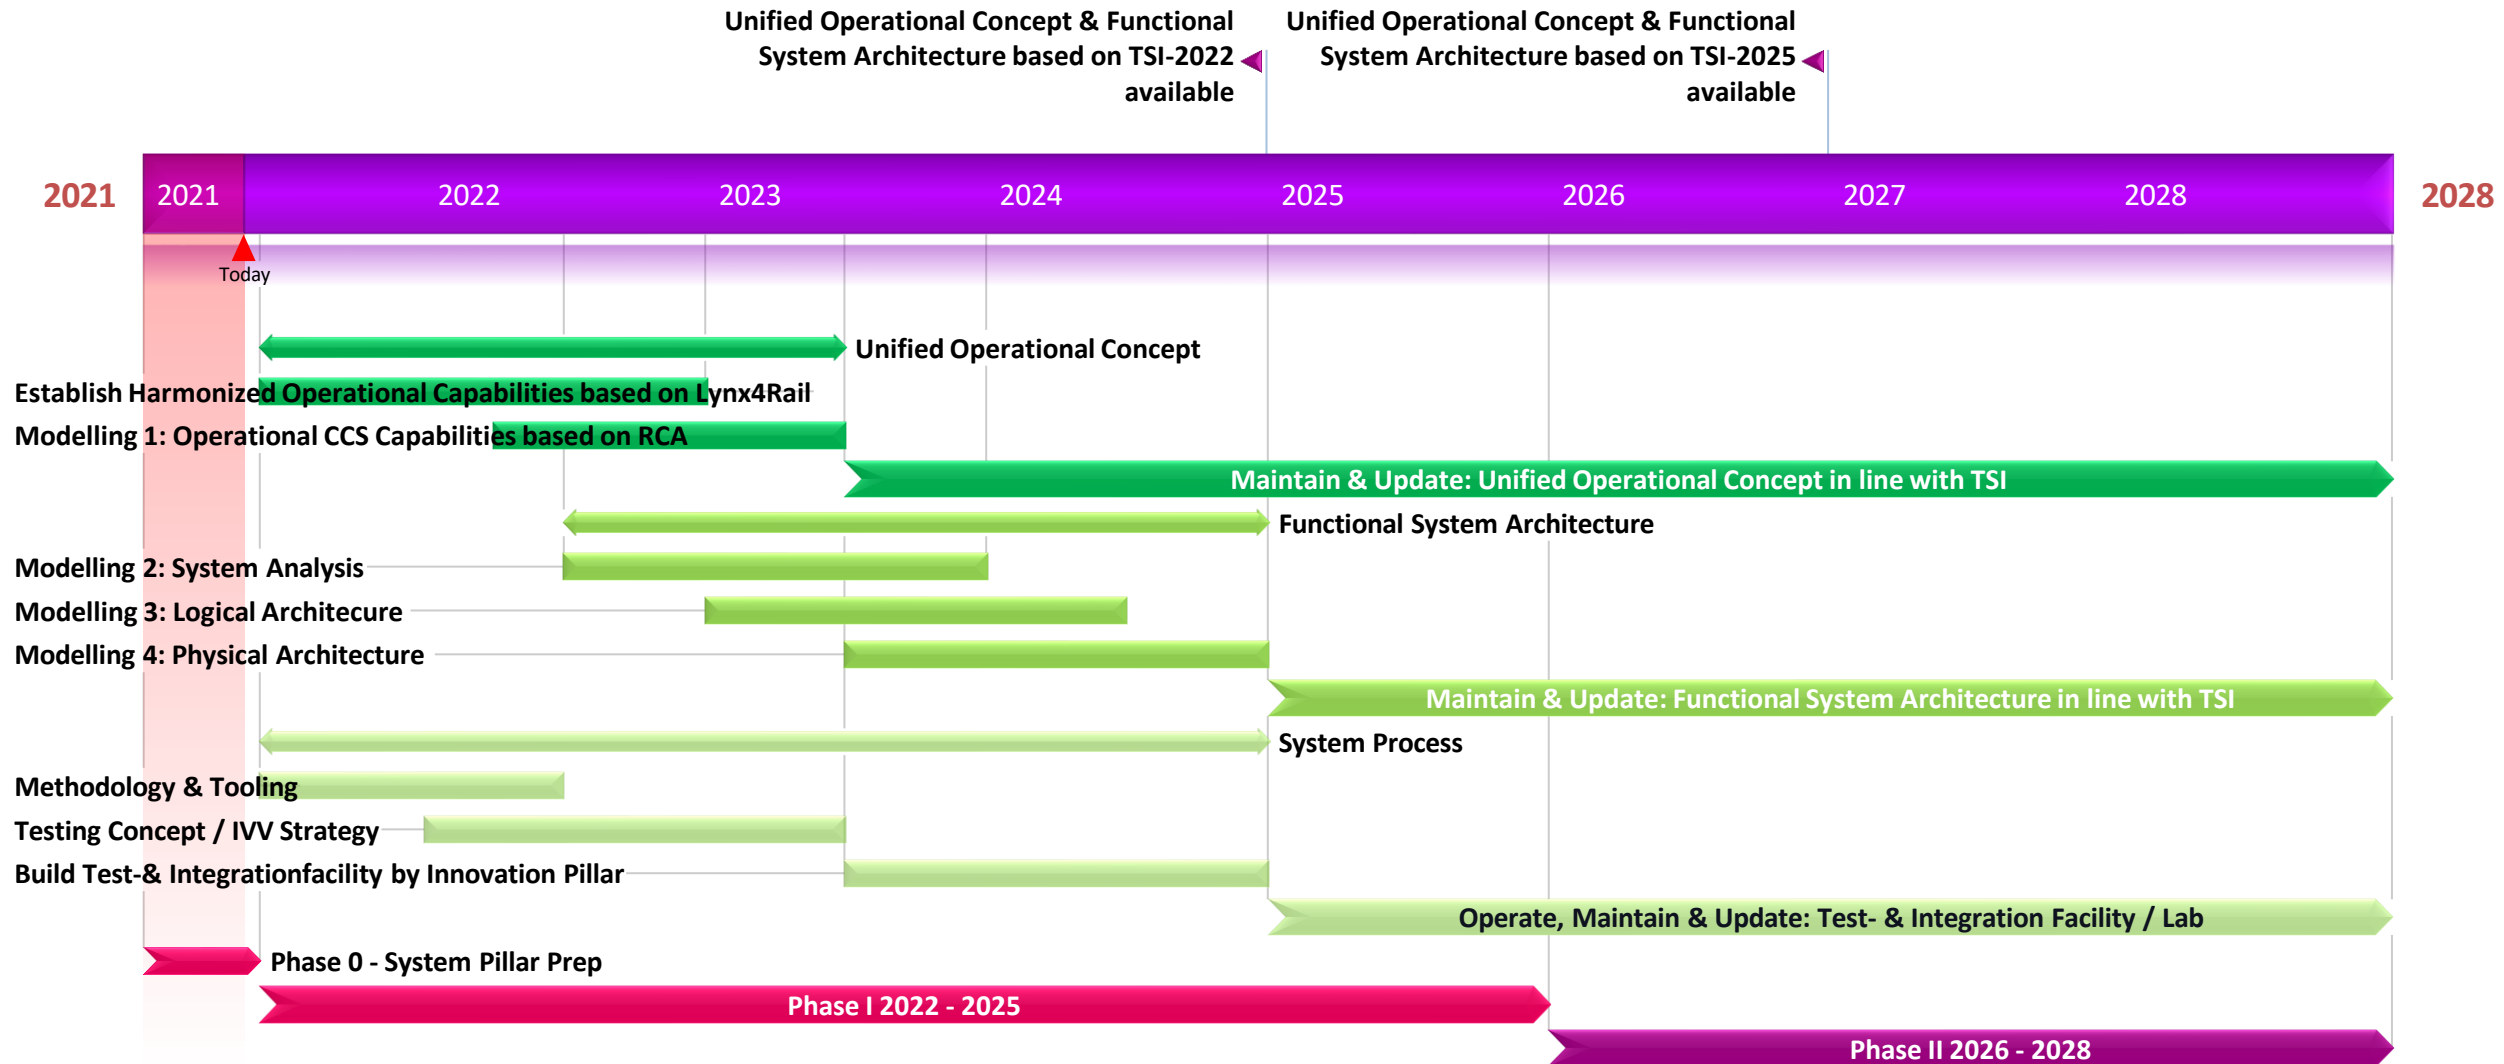 Unified Operational Concept & Functional
System Architecture based on TSI-2022
available
Unified Operational Concept & Functional
System Architecture based on TSI-2025
available
2021
2021
2022
2023
2024
2025
2026
2027
2028
2028
Today
Unified Operational Concept
Establish Harmonized Operational Capabilities based on Lynx4Rail
Modelling 1: Operational CCS Capabilities based on RCA
Maintain & Update: Unified Operational Concept in line with TSI
Functional System Architecture
Modelling 2: System Analysis
Modelling 3: Logical Architecure
Modelling 4: Physical Architecture
Maintain & Update: Functional System Architecture in line with TSI
System Process
Methodology & Tooling
Testing Concept / IVV Strategy
Build Test-& Integrationfacility by Innovation Pillar
Operate, Maintain & Update: Test- & Integration Facility / Lab
Phase 0 - System Pillar Prep
Phase I 2022 - 2025
Phase II 2026 - 2028